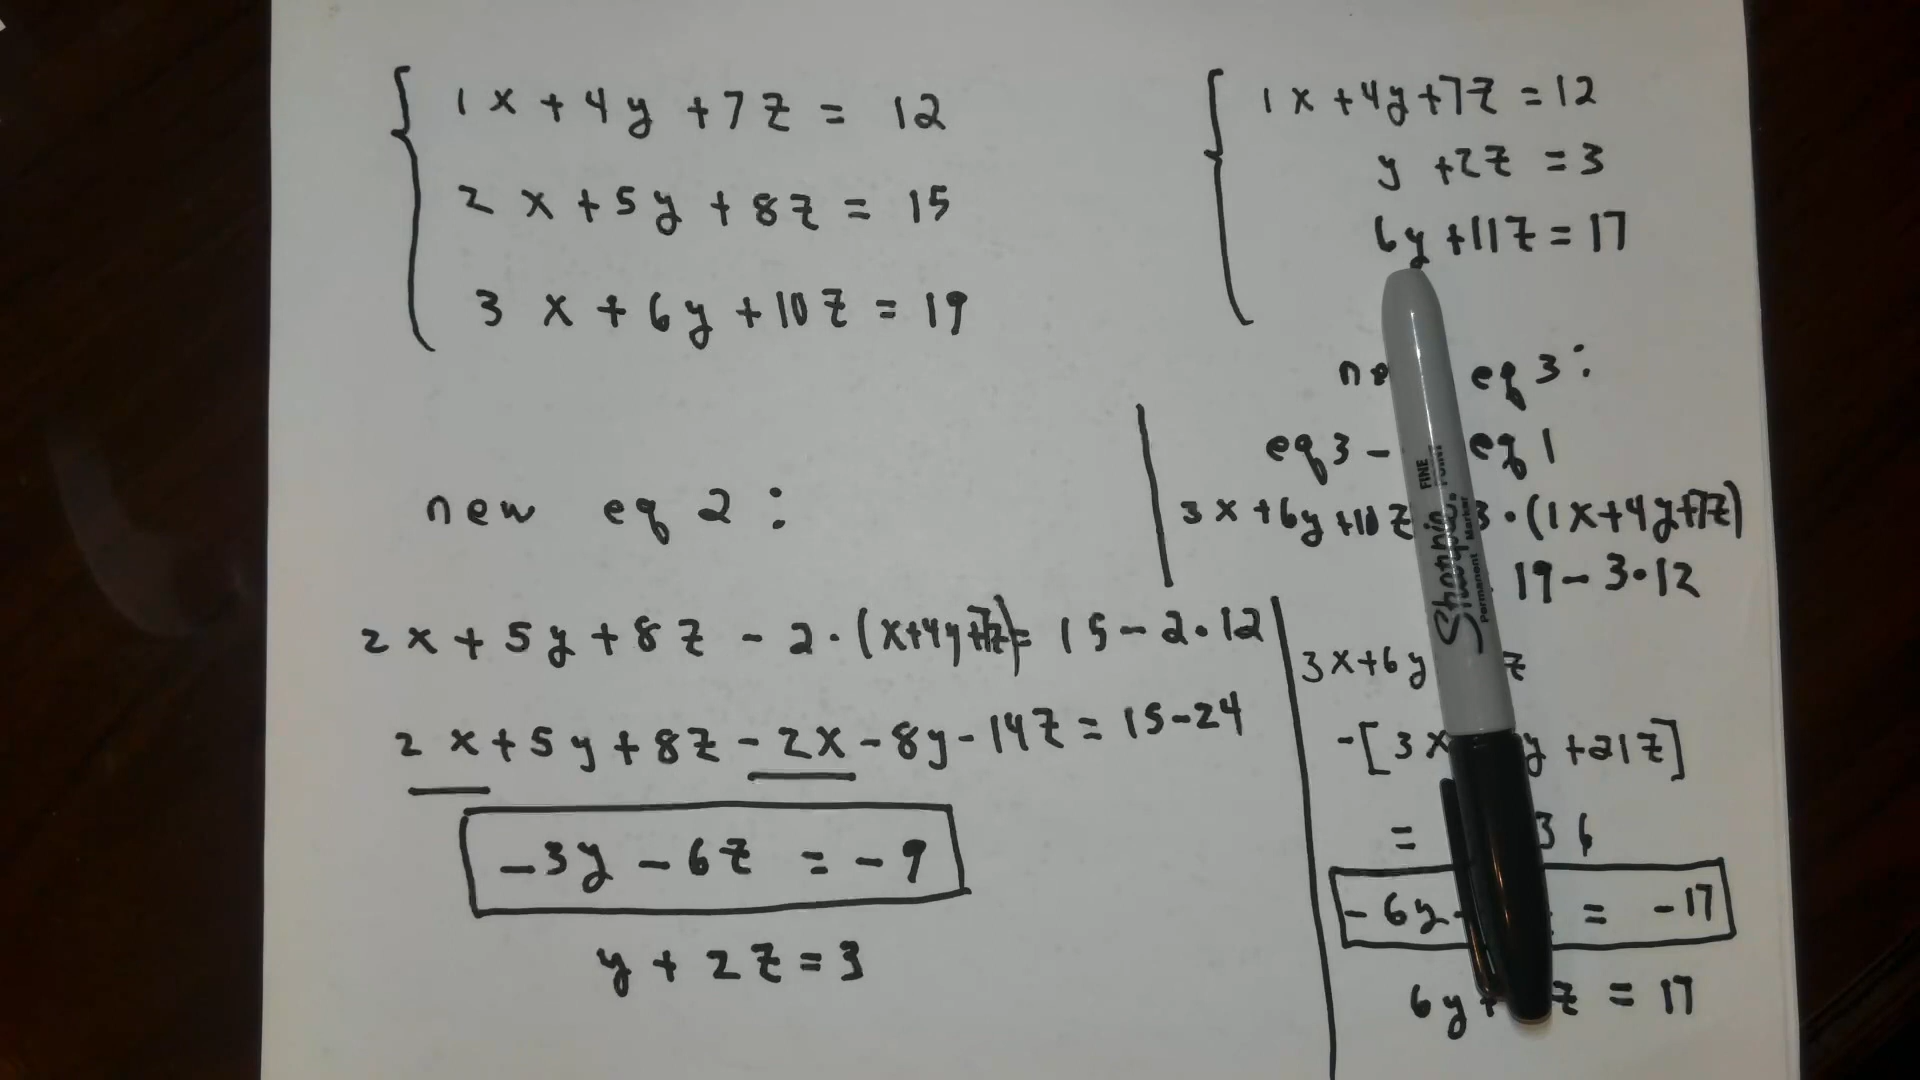 1x + 4y + 7z = 12
2x + 5y + 8z = 15
3x + 6y + 10z = 19
new eq 2:
2x + 5y + 8z - 2·(x+4y+7z) = 15 - 2·12
2x + 5y + 8z - 2x - 8y - 14z = 15 - 24
-3y - 6z = -9
y + 2z = 3
1x + 4y + 7z = 12
y + 2z = 3
6y + 11z = 17
eq 3:
eq3 - eq 1
3x + 6y + 10z 3·(1x+4y+7z)
19 - 3·12
3x + 6y z
-[3x y + 21z]
= 36
-6y = -17
6y + z = 17
Sharpie.
FINE POINT
Permanent Marker